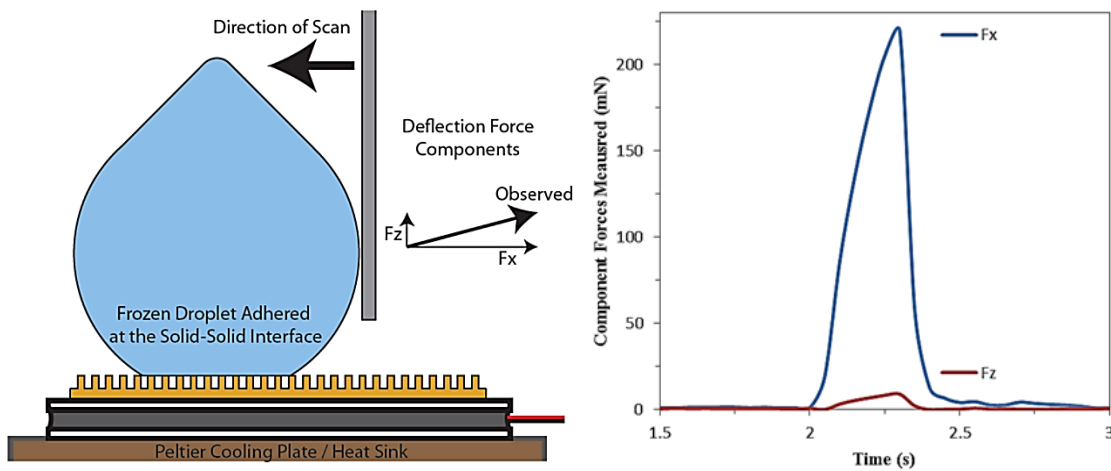 Direction of Scan
Deflection Force
Components
Observed
Fz
Fx
Frozen Droplet Adhered
at the Solid-Solid Interface
Peltier Cooling Plate / Heat Sink
Component Forces Meausred (mN)
200
150
100
50
0
Fx
Fz
1.5
2
2.5
3
Time (s)